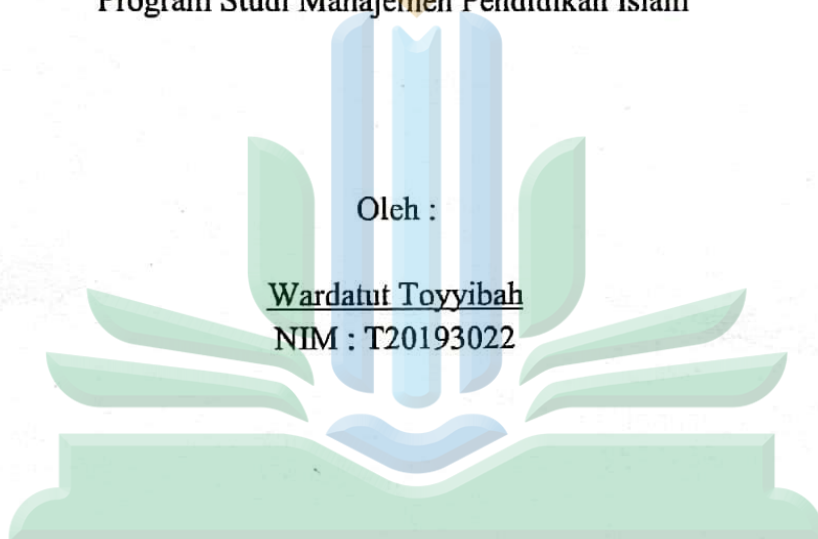 Program Studi Manajemen Pendidikan Islam
Oleh :
Wardatut Toyyibah
NIM : T20193022